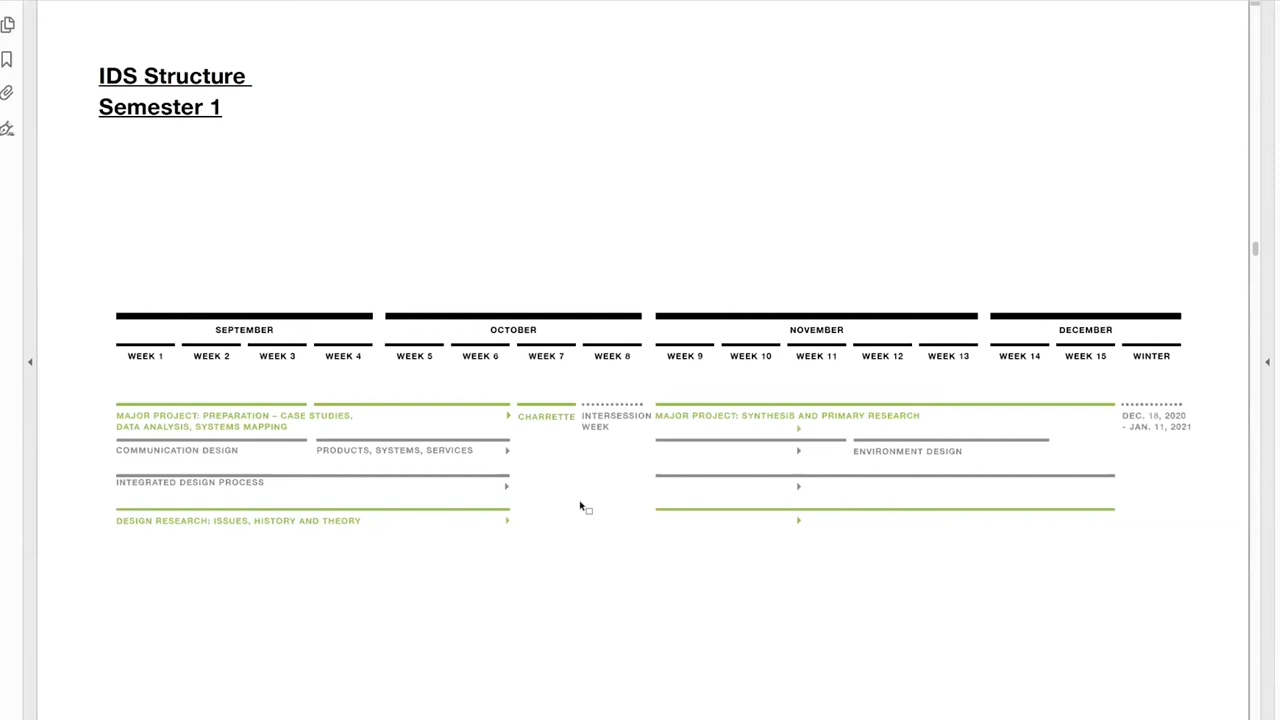 IDS Structure
Semester 1
SEPTEMBER OCTOBER NOVEMBER DECEMBER
WEEK 1 WEEK 2 WEEK 3 WEEK 4 WEEK 5 WEEK 6 WEEK 7 WEEK 8 WEEK 9 WEEK 10 WEEK 11 WEEK 12 WEEK 13 WEEK 14 WEEK 15 WINTER
MAJOR PROJECT: PREPARATION – CASE STUDIES,
DATA ANALYSIS, SYSTEMS MAPPING
CHARRETTE
INTERSESSION
WEEK
MAJOR PROJECT: SYNTHESIS AND PRIMARY RESEARCH
DEC. 18, 2020
- JAN. 11, 2021
COMMUNICATION DESIGN
PRODUCTS, SYSTEMS, SERVICES
ENVIRONMENT DESIGN
INTEGRATED DESIGN PROCESS
DESIGN RESEARCH: ISSUES, HISTORY AND THEORY